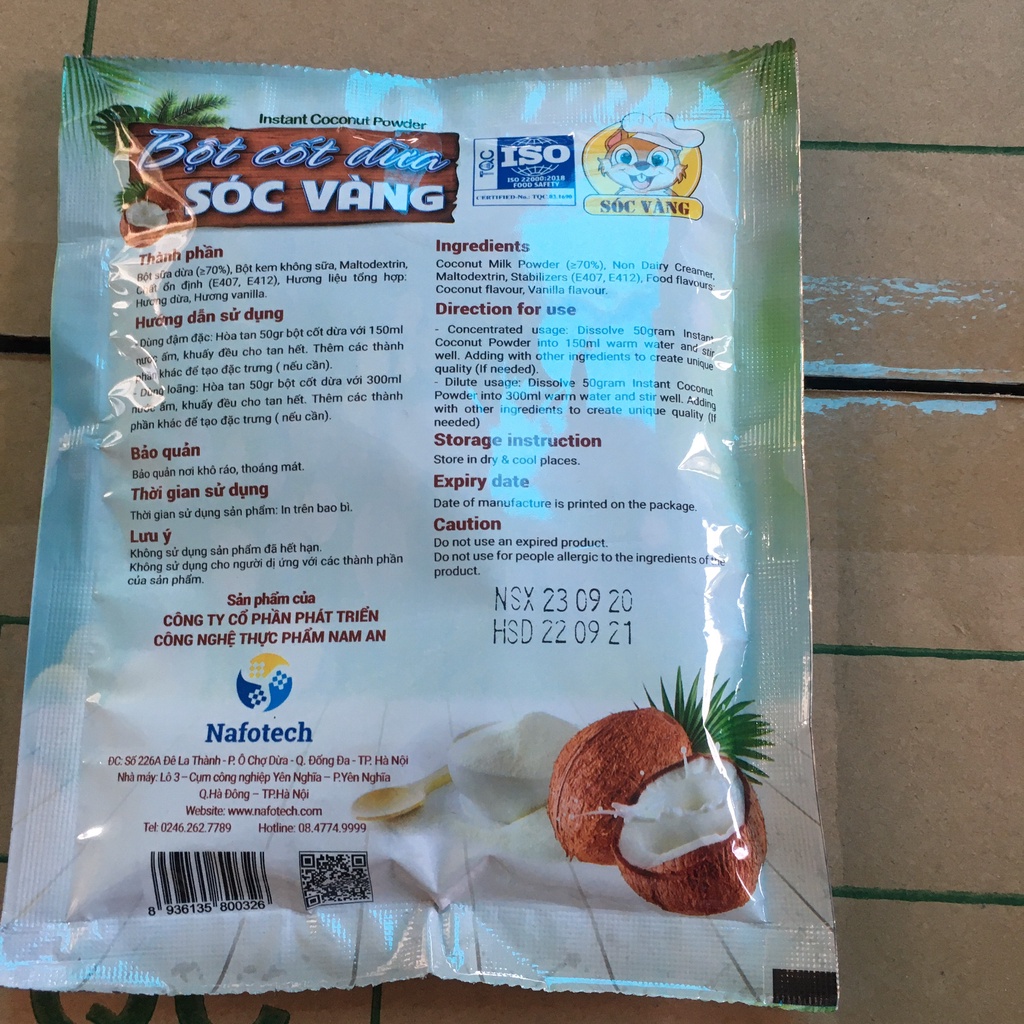 Instant Coconut Powder
Bột cốt dừa
SÓC VÀNG
TQC
ISO
ISO 22000:2018
FOOD SAFETY
CERTIFIED-No.: TQC.83.1690
SÓC VÀNG
Thành phần
Bột sữa dừa (≥70%), Bột kem không sữa, Maltodextrin,
Chất ổn định (E407, E412), Hương liệu tổng hợp:
Hương dừa, Hương vanilla.
Hướng dẫn sử dụng
- Dùng đậm đặc: Hòa tan 50gr bột cốt dừa với 150ml
nước ấm, khuấy đều cho tan hết. Thêm các thành
phần khác để tạo đặc trưng ( nếu cần).
- Dùng loãng: Hòa tan 50gr bột cốt dừa với 300ml
nước ấm, khuấy đều cho tan hết. Thêm các thành
phần khác để tạo đặc trưng ( nếu cần).
Bảo quản
Bảo quản nơi khô ráo, thoáng mát.
Thời gian sử dụng
Thời gian sử dụng sản phẩm: In trên bao bì.
Lưu ý
Không sử dụng sản phẩm đã hết hạn.
Không sử dụng cho người dị ứng với các thành phần
của sản phẩm.
Ingredients
Coconut Milk Powder (≥70%), Non Dairy Creamer,
Maltodextrin, Stabilizers (E407, E412), Food flavours:
Coconut flavour, Vanilla flavour.
Direction for use
- Concentrated usage: Dissolve 50gram Instant
Coconut Powder into 150ml warm water and stir
well. Adding with other ingredients to create unique
quality (If needed).
- Dilute usage: Dissolve 50gram Instant Coconut
Powder into 300ml warm water and stir well. Adding
with other ingredients to create unique quality (If
needed)
Storage instruction
Store in dry & cool places.
Expiry date
Date of manufacture is printed on the package.
Caution
Do not use an expired product.
Do not use for people allergic to the ingredients of the
product.
NSX 23 09 20
HSD 22 09 21
Sản phẩm của
CÔNG TY CỔ PHẦN PHÁT TRIỂN
CÔNG NGHỆ THỰC PHẨM NAM AN
Nafotech
ĐC: Số 226A Đê La Thành - P. Ô Chợ Dừa - Q. Đống Đa - TP. Hà Nội
Nhà máy: Lô 3 – Cụm công nghiệp Yên Nghĩa – P.Yên Nghĩa
Q.Hà Đông – TP.Hà Nội
Website: www.nafotech.com
Tel: 0246.262.7789 Hotline: 08.4774.9999
8 936135 800326